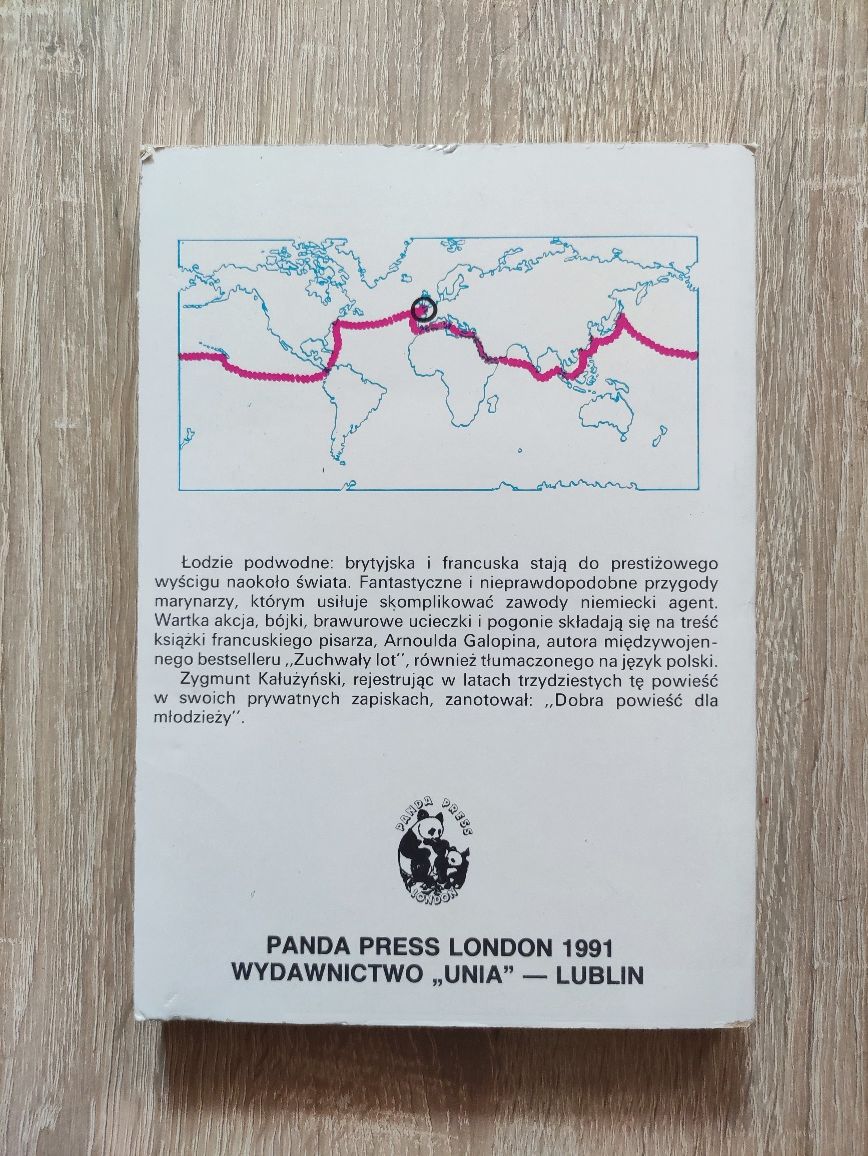 Łodzie podwodne: brytyjska i francuska stają do prestiżowego
wyścigu naokoło świata. Fantastyczne i nieprawdopodobne przygody
marynarzy, którym usiłuje skomplikować zawody niemiecki agent.
Wartka akcja, bójki, brawurowe ucieczki i pogonie składają się na treść
książki francuskiego pisarza, Arnoulda Galopina, autora międzywojen-
nego bestselleru „Zuchwały lot”, również tłumaczonego na język polski.
Zygmunt Kałużyński, rejestrując w latach trzydziestych tę powieść
w swoich prywatnych zapiskach, zanotował: „Dobra powieść dla
młodzieży”.
PANDA PRESS
LONDON
PANDA PRESS LONDON 1991
WYDAWNICTWO „UNIA” — LUBLIN